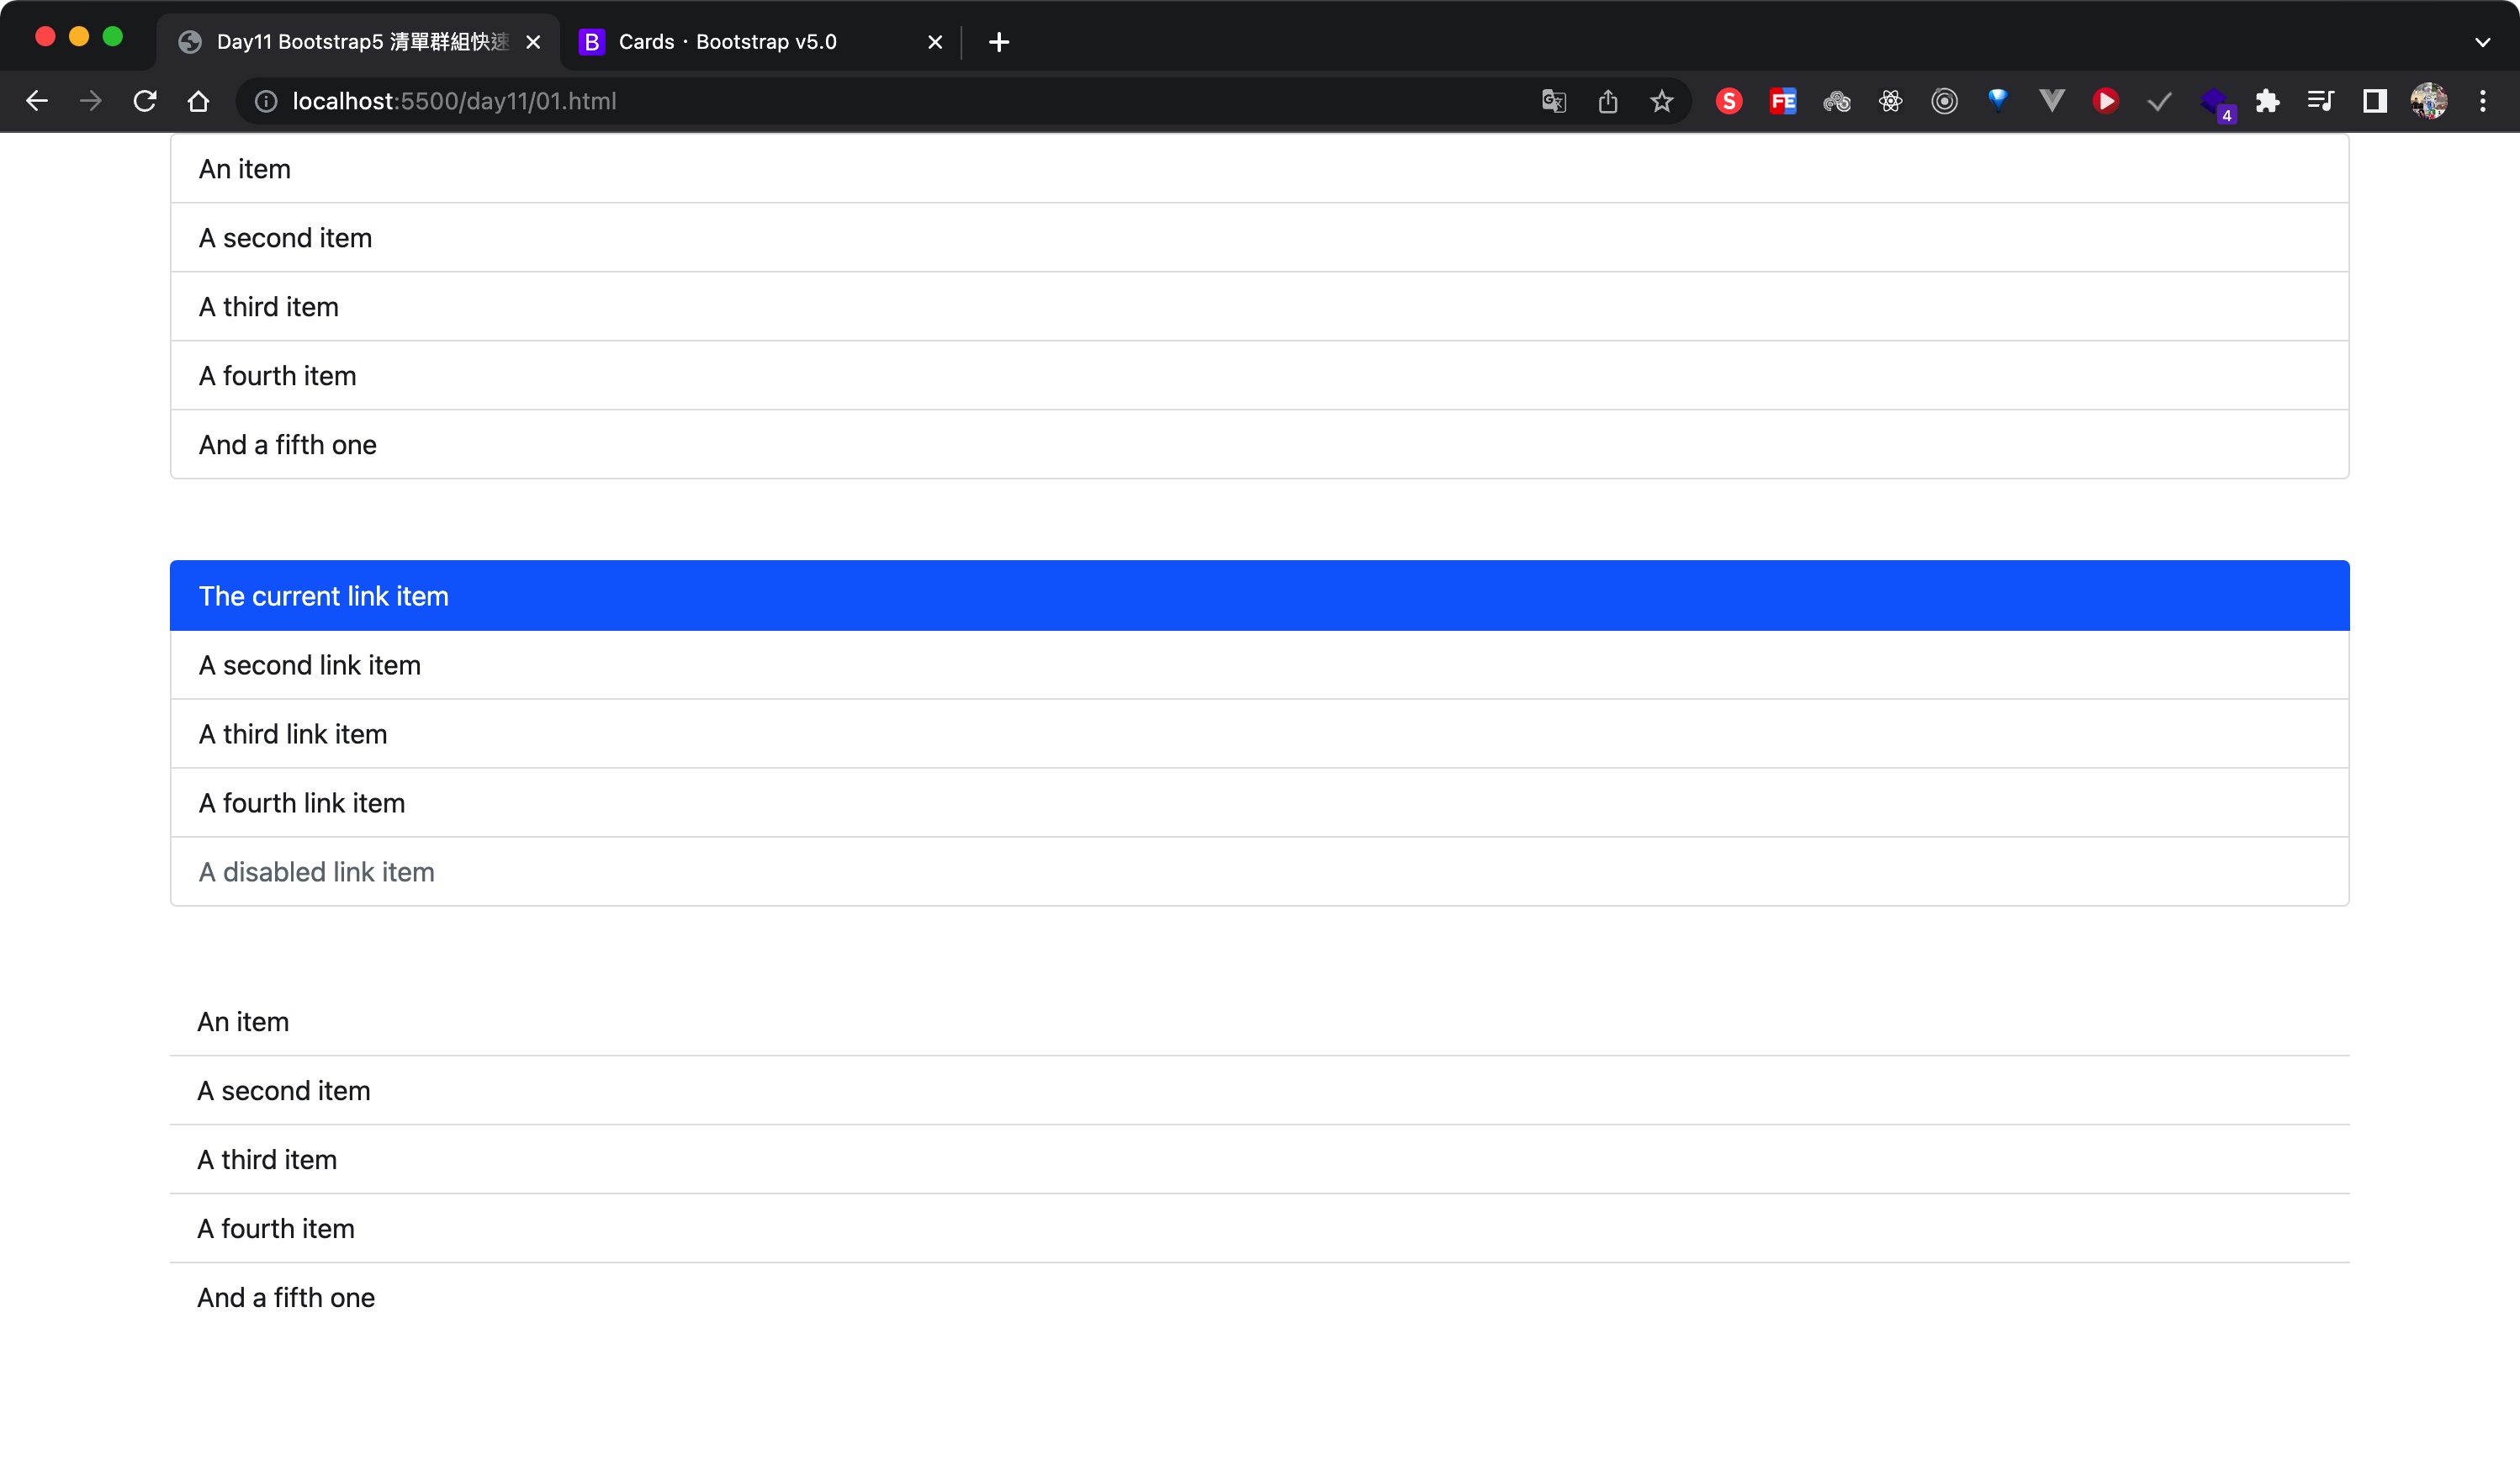 Day11 Bootstrap5 清單群組快速
B Cards · Bootstrap v5.0
localhost:5500/day11/01.html
S
FE
4
An item
A second item
A third item
A fourth item
And a fifth one
The current link item
A second link item
A third link item
A fourth link item
A disabled link item
An item
A second item
A third item
A fourth item
And a fifth one